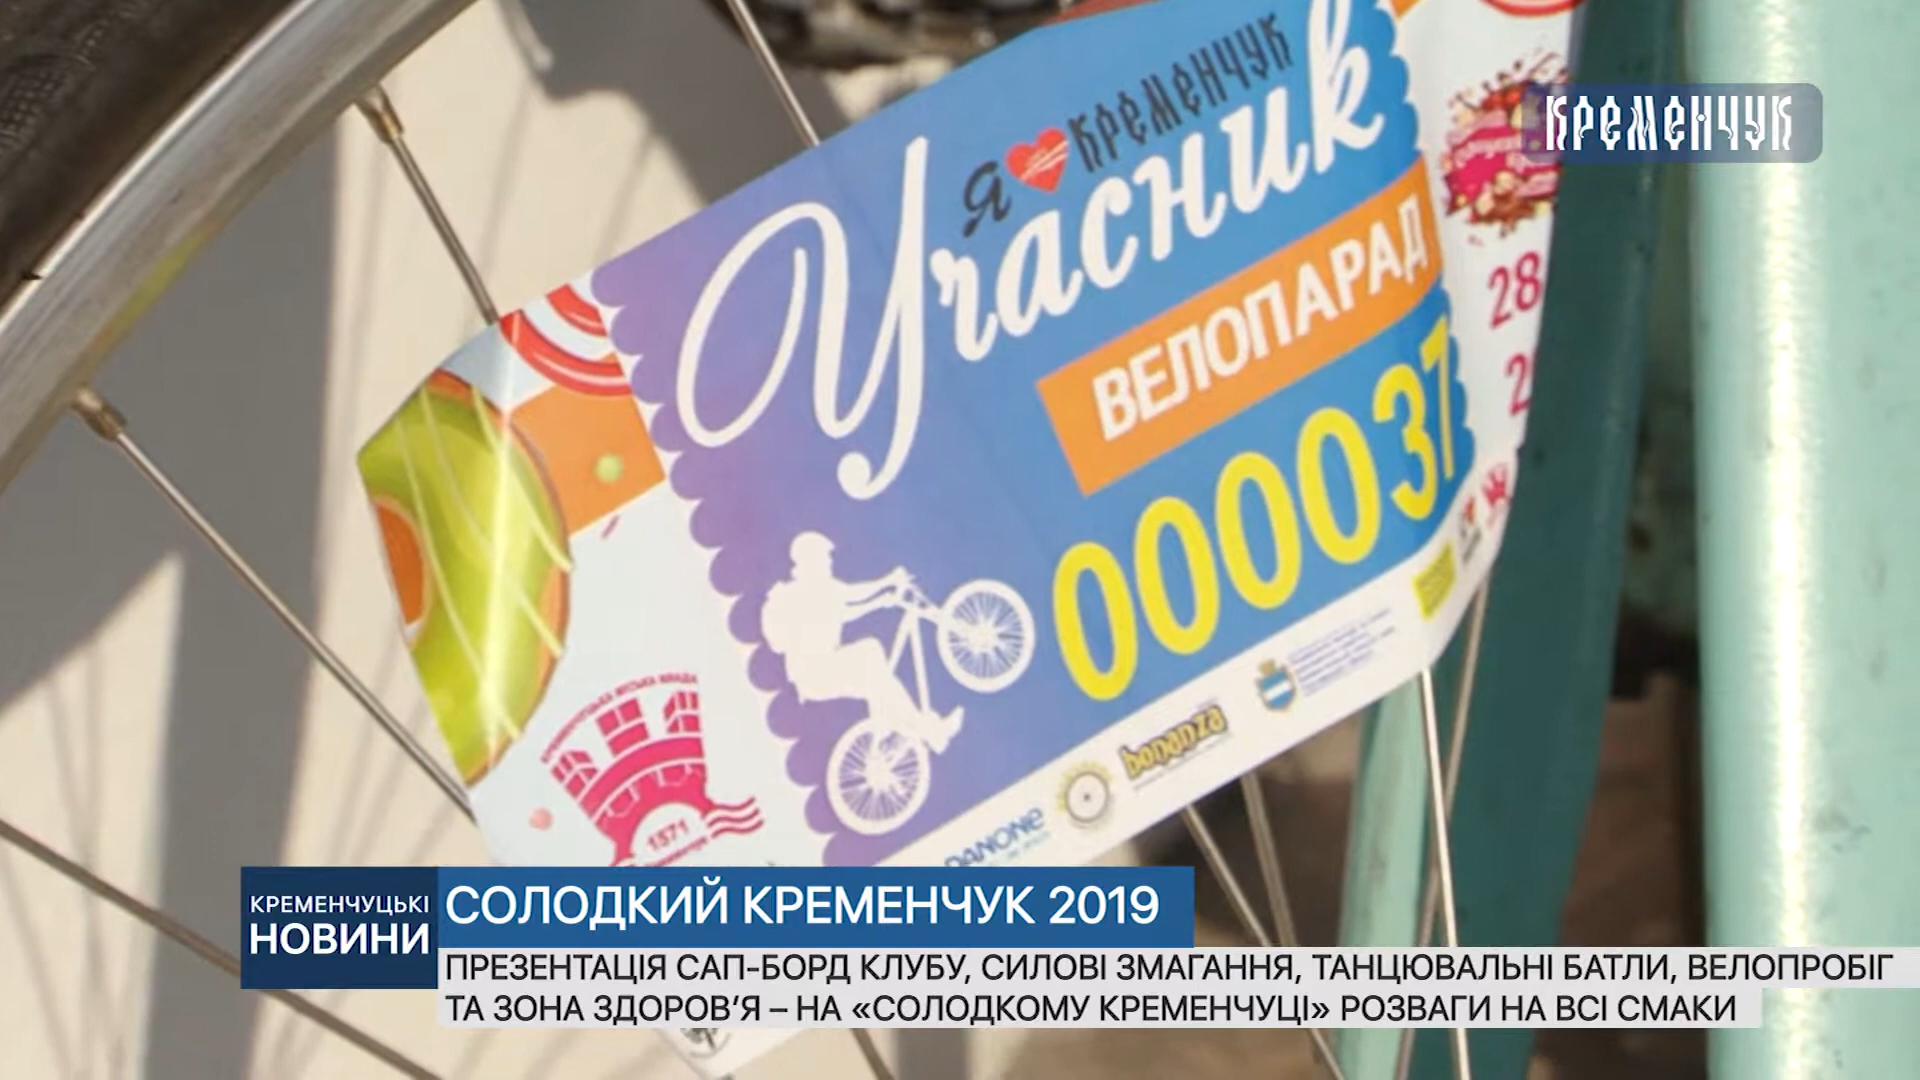 КРЕМЕНЧУК
Я КРЕМЕНЧУК
Учасник
ВЕЛОПАРАД
000037
28
1571
DANONE
bonanza
КРЕМЕНЧУЦЬКІ
НОВИНИ
СОЛОДКИЙ КРЕМЕНЧУК 2019
ПРЕЗЕНТАЦІЯ САП-БОРД КЛУБУ, СИЛОВІ ЗМАГАННЯ, ТАНЦЮВАЛЬНІ БАТЛИ, ВЕЛОПРОБІГ
ТА ЗОНА ЗДОРОВ’Я – НА «СОЛОДКОМУ КРЕМЕНЧУЦІ» РОЗВАГИ НА ВСІ СМАКИ